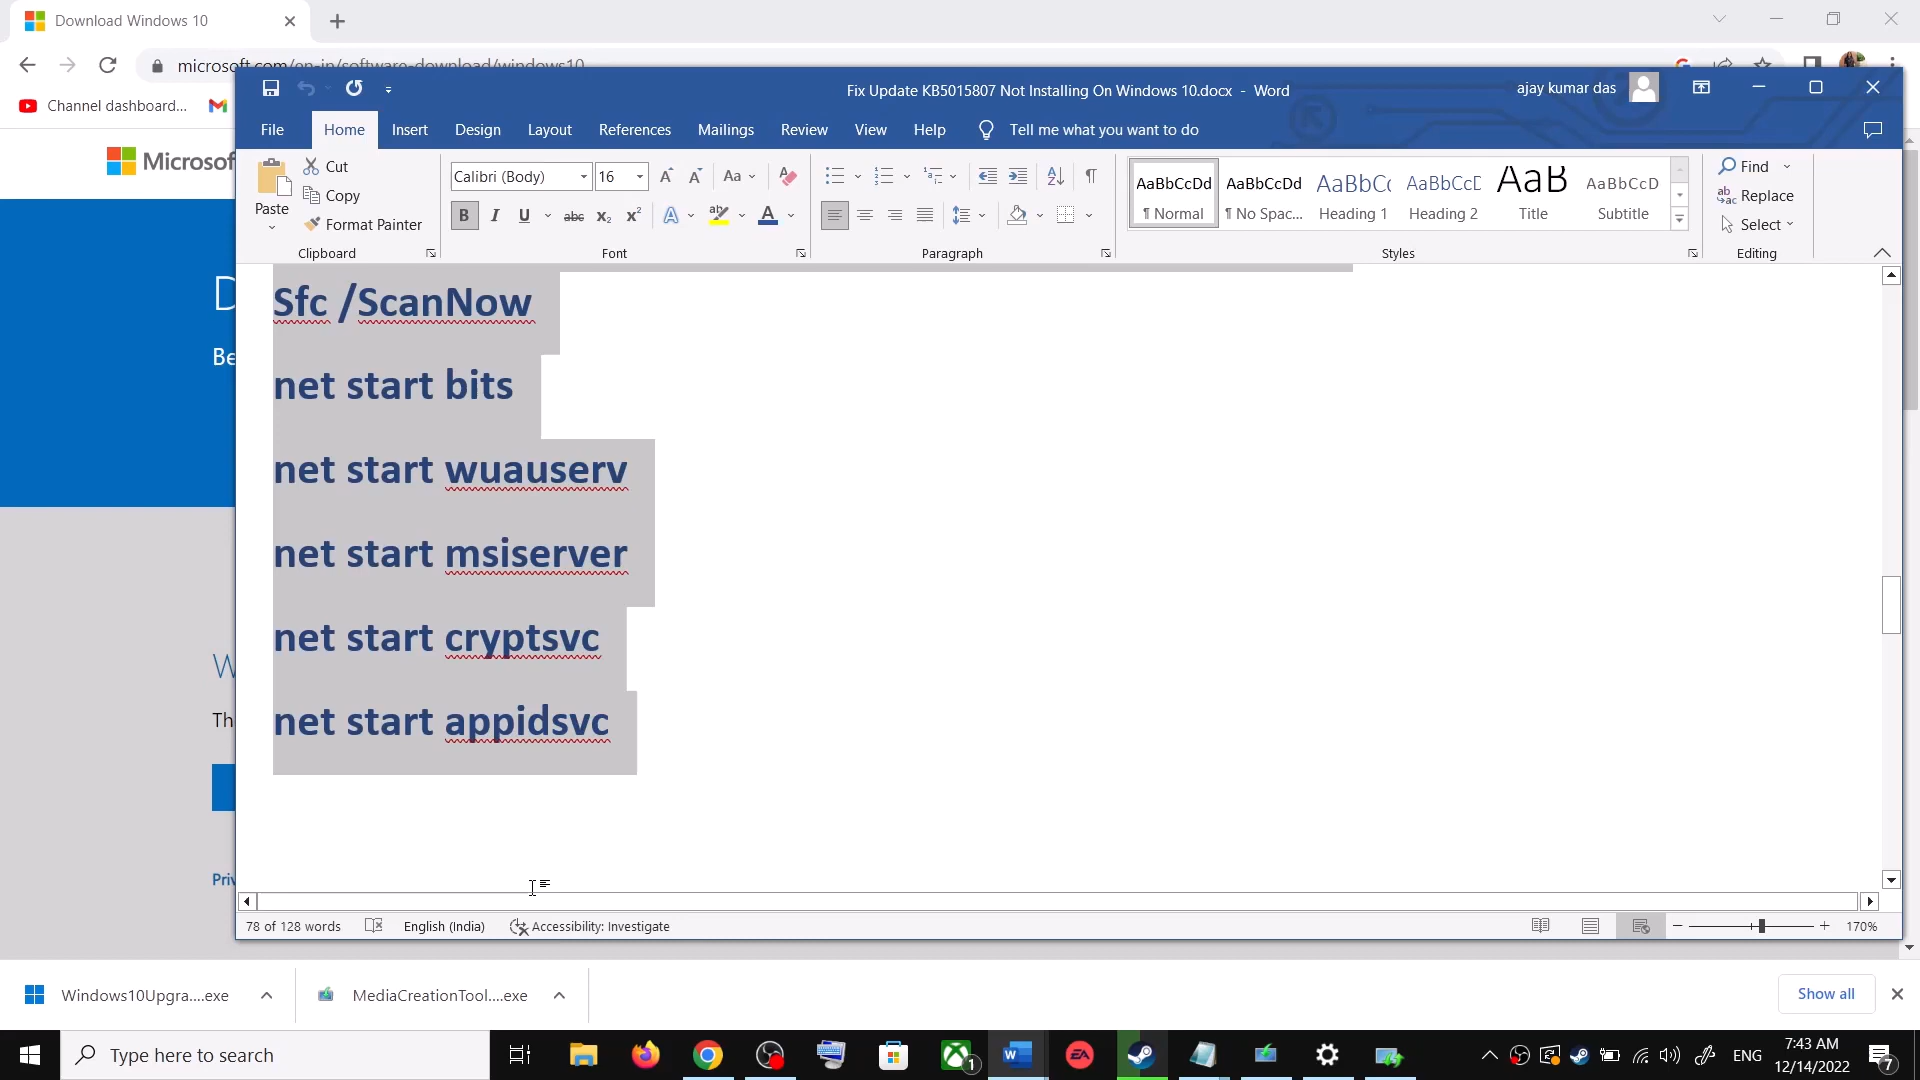 Download Windows 10
microsoft.com/en-in/software-download/windows10
Channel dashboard...
Fix Update KB5015807 Not Installing On Windows 10.docx - Word
ajay kumar das
File
Home
Insert
Design
Layout
References
Mailings
Review
View
Help
Tell me what you want to do
Paste
Cut
Copy
Format Painter
Clipboard
Calibri (Body)
16
Font
Paragraph
AaBbCcDd
¶ Normal
AaBbCcDd
¶ No Spac...
AaBbCc
Heading 1
AaBbCcD
Heading 2
AaB
Title
AaBbCcD
Subtitle
Styles
Find
Replace
Select
Editing
Microsof
D
Be
W
Th
Priv
Sfc /ScanNow
net start bits
net start wuauserv
net start msiserver
net start cryptsvc
net start appidsvc
78 of 128 words
English (India)
Accessibility: Investigate
170%
Windows10Upgra....exe
MediaCreationTool....exe
Show all
Type here to search
ENG
7:43 AM
12/14/2022
7